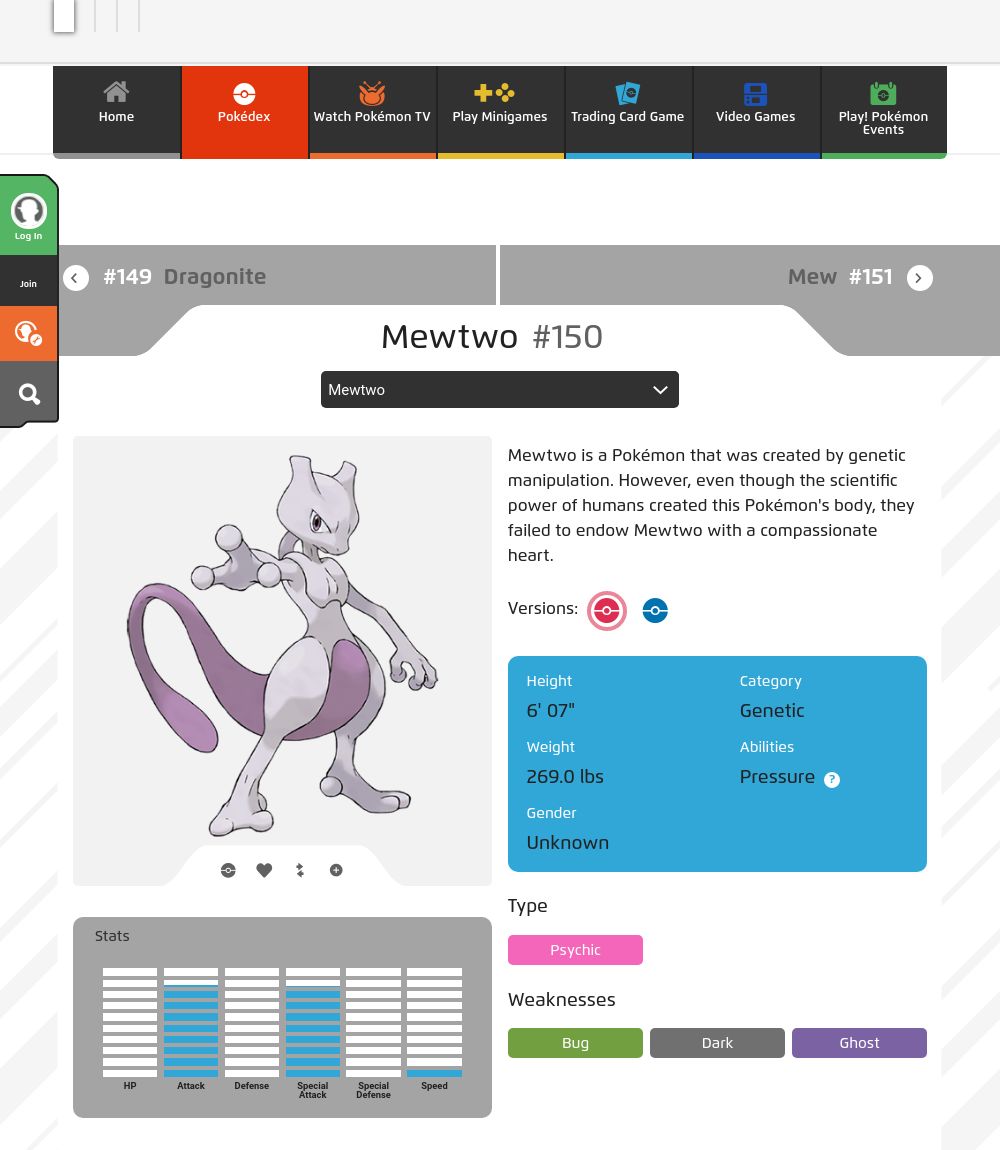 Home
Pokédex
Watch Pokémon TV
Play Minigames
Trading Card Game
Video Games
Play! Pokémon
Events
Log In
Join
#149 Dragonite
Mew #151
Mewtwo #150
Mewtwo
Mewtwo is a Pokémon that was created by genetic
manipulation. However, even though the scientific
power of humans created this Pokémon's body, they
failed to endow Mewtwo with a compassionate
heart.
Versions:
Height
6' 07"
Weight
269.0 lbs
Gender
Unknown
Category
Genetic
Abilities
Pressure ?
Type
Psychic
Weaknesses
Bug
Dark
Ghost
Stats
HP
Attack
Defense
Special
Attack
Special
Defense
Speed